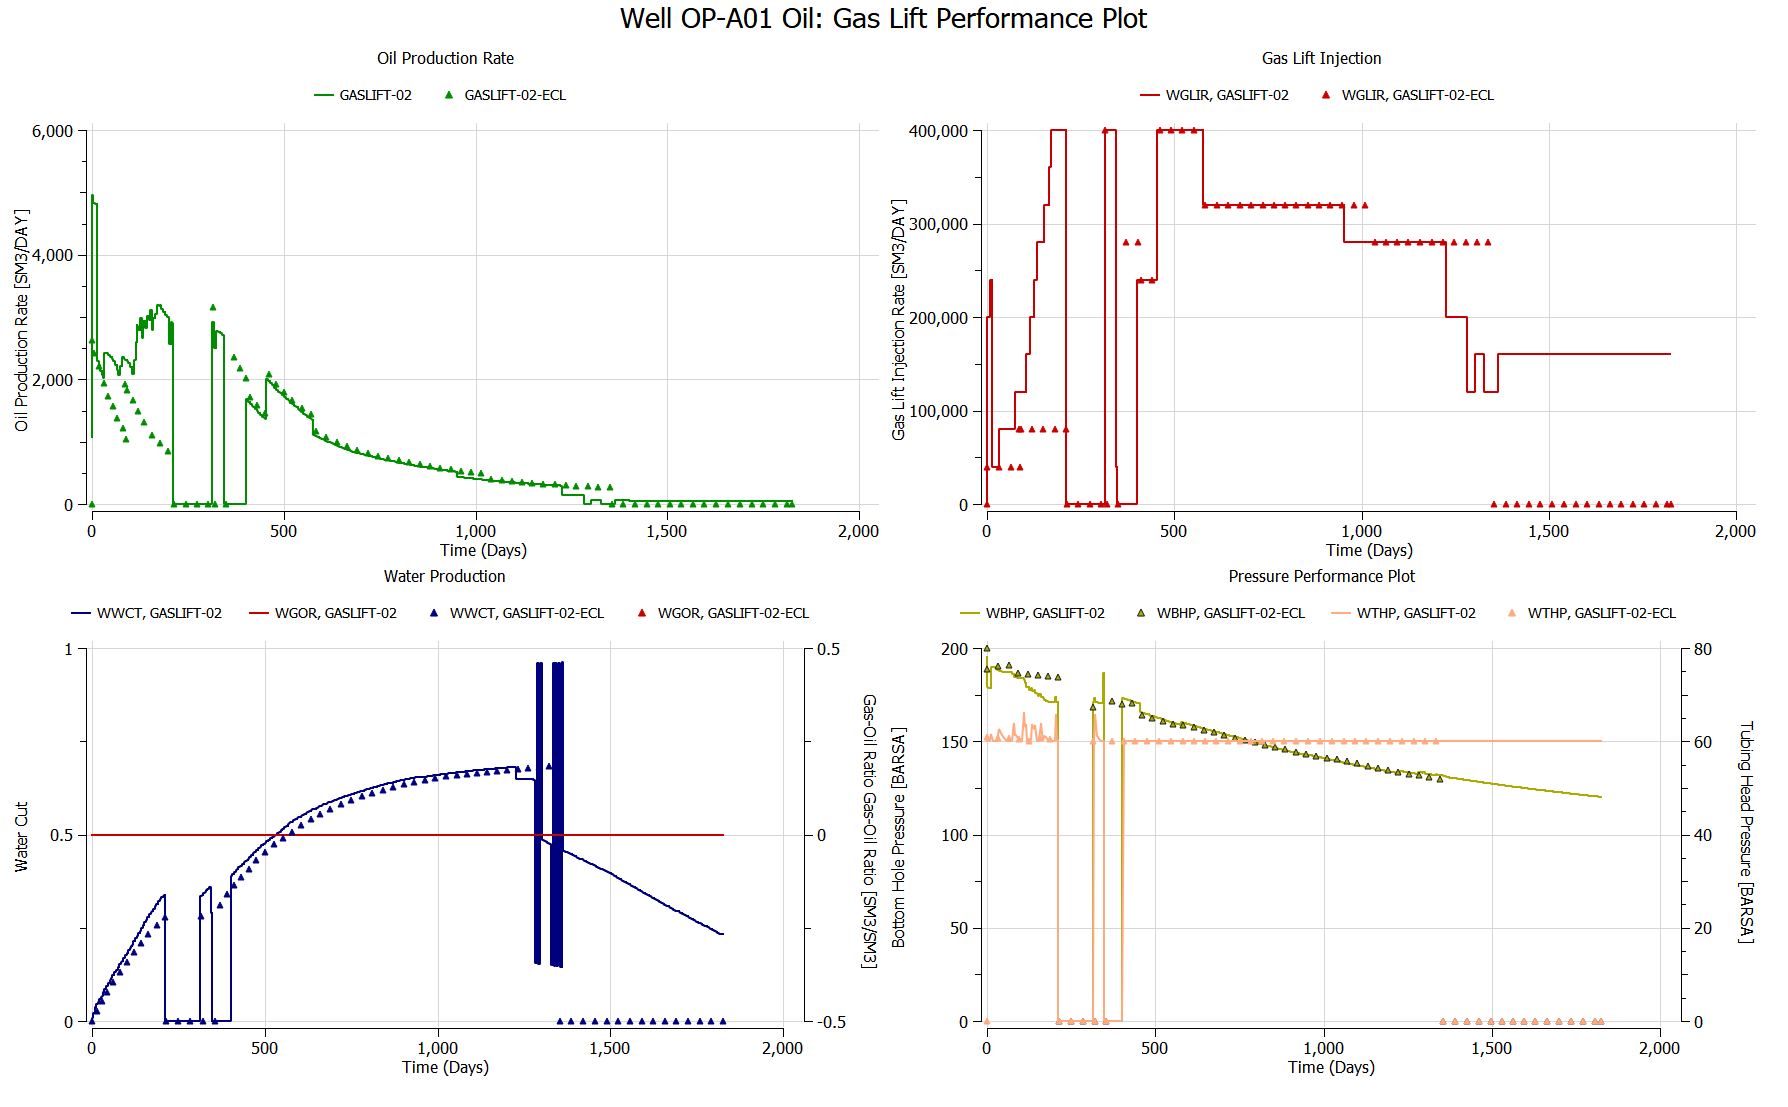 Well OP-A01 Oil: Gas Lift Performance Plot
Oil Production Rate
GASLIFT-02 GASLIFT-02-ECL
Oil Production Rate [SM3/DAY]
6,000
4,000
2,000
0
0 500 1,000 1,500 2,000
Time (Days)
Gas Lift Injection
WGLIR, GASLIFT-02 WGLIR, GASLIFT-02-ECL
Gas Lift Injection Rate [SM3/DAY]
400,000
300,000
200,000
100,000
0
0 500 1,000 1,500 2,000
Time (Days)
Water Production
WWCT, GASLIFT-02 WGOR, GASLIFT-02 WWCT, GASLIFT-02-ECL WGOR, GASLIFT-02-ECL
Water Cut
1
0.5
0
0.5
0
-0.5
Gas-Oil Ratio Gas-Oil Ratio [SM3/SM3]
0 500 1,000 1,500 2,000
Time (Days)
Pressure Performance Plot
WBHP, GASLIFT-02 WBHP, GASLIFT-02-ECL WTHP, GASLIFT-02 WTHP, GASLIFT-02-ECL
Bottom Hole Pressure [BARSA]
200
150
100
50
0
80
60
40
20
0
Tubing Head Pressure [BARSA]
0 500 1,000 1,500 2,000
Time (Days)